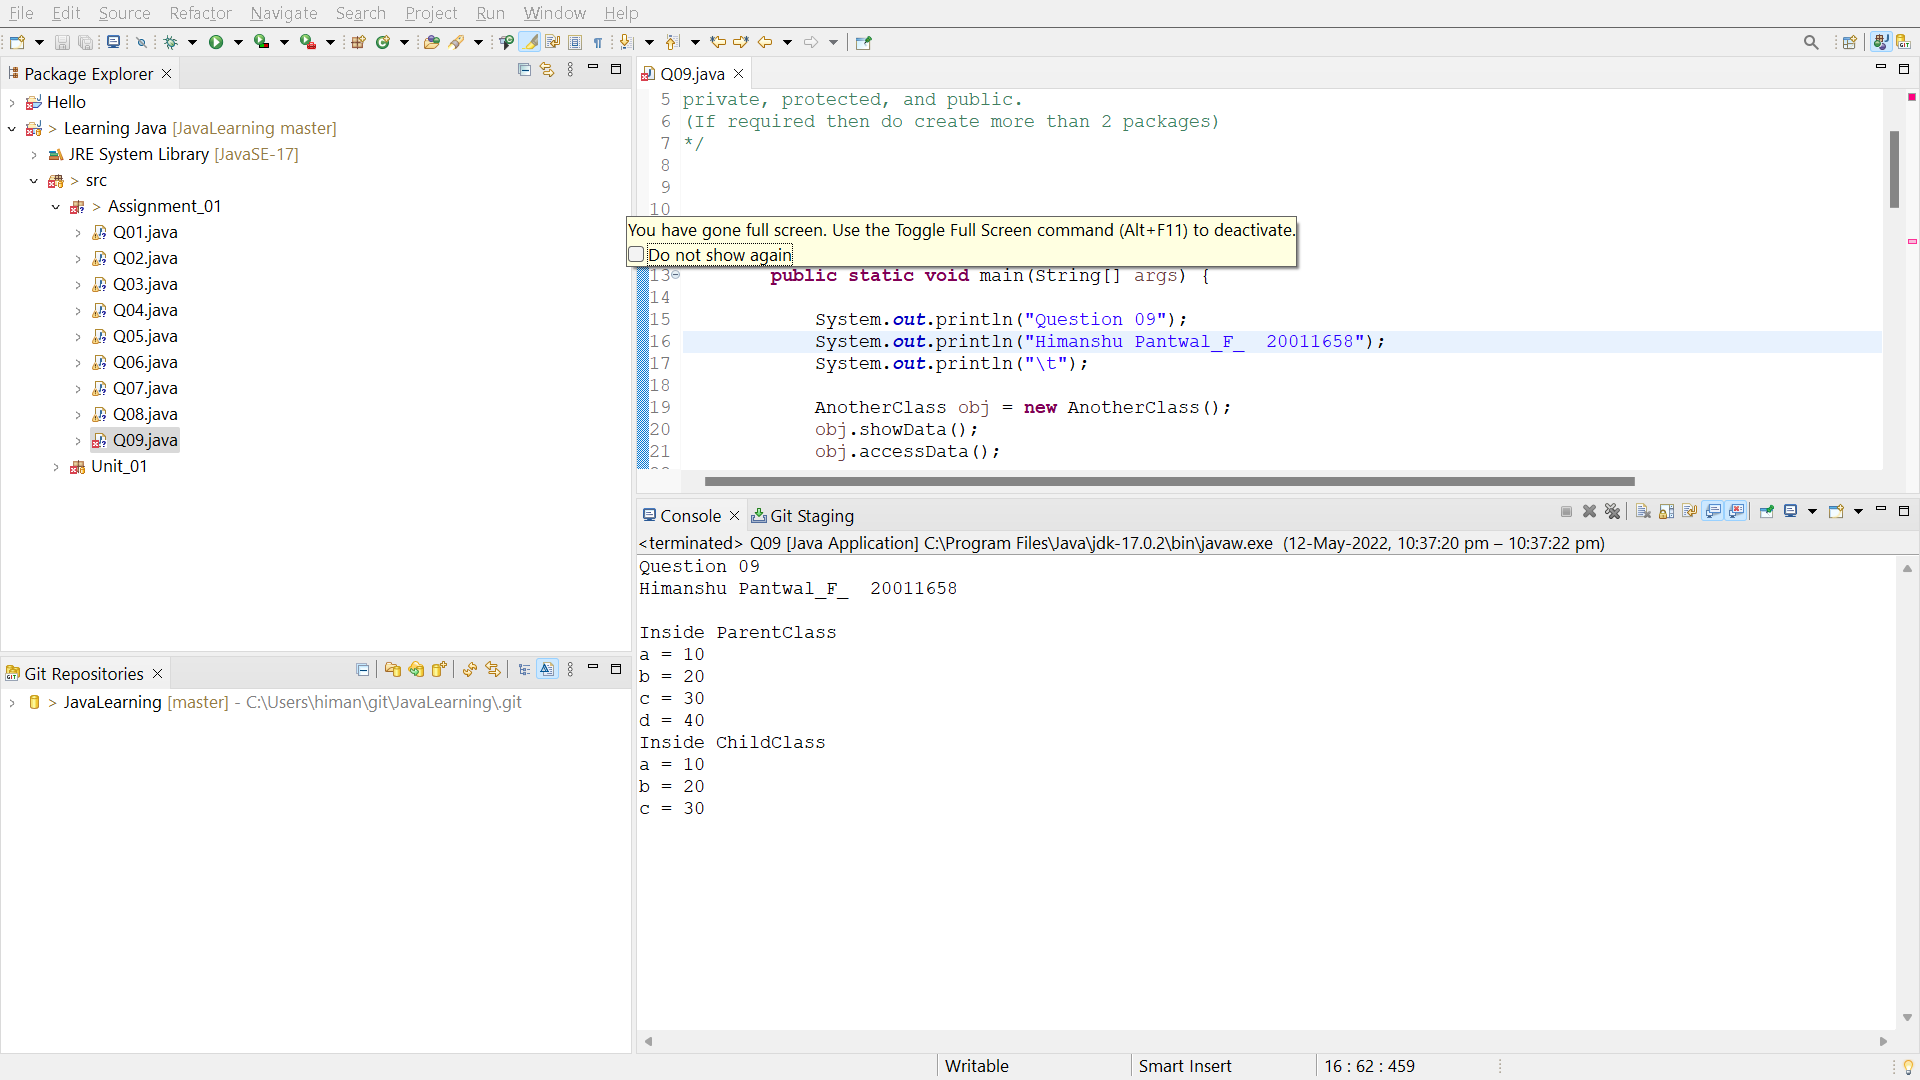 File Edit Source Refactor Navigate Search Project Run Window Help
Package Explorer
Hello
> Learning Java [JavaLearning master]
JRE System Library [JavaSE-17]
> src
> Assignment_01
Q01.java
Q02.java
Q03.java
Q04.java
Q05.java
Q06.java
Q07.java
Q08.java
Q09.java
Unit_01
Git Repositories
> JavaLearning [master] - C:\Users\himan\git\JavaLearning\.git
Q09.java
5 private, protected, and public.
6 (If required then do create more than 2 packages)
7 */
8
9
10
You have gone full screen. Use the Toggle Full Screen command (Alt+F11) to deactivate.
Do not show again
13 public static void main(String[] args) {
14
15 System.out.println("Question 09");
16 System.out.println("Himanshu Pantwal_F_  20011658");
17 System.out.println("\t");
18
19 AnotherClass obj = new AnotherClass();
20 obj.showData();
21 obj.accessData();
Console Git Staging
<terminated> Q09 [Java Application] C:\Program Files\Java\jdk-17.0.2\bin\javaw.exe (12-May-2022, 10:37:20 pm – 10:37:22 pm)
Question 09
Himanshu Pantwal_F_  20011658
Inside ParentClass
a = 10
b = 20
c = 30
d = 40
Inside ChildClass
a = 10
b = 20
c = 30
Writable Smart Insert 16 : 62 : 459